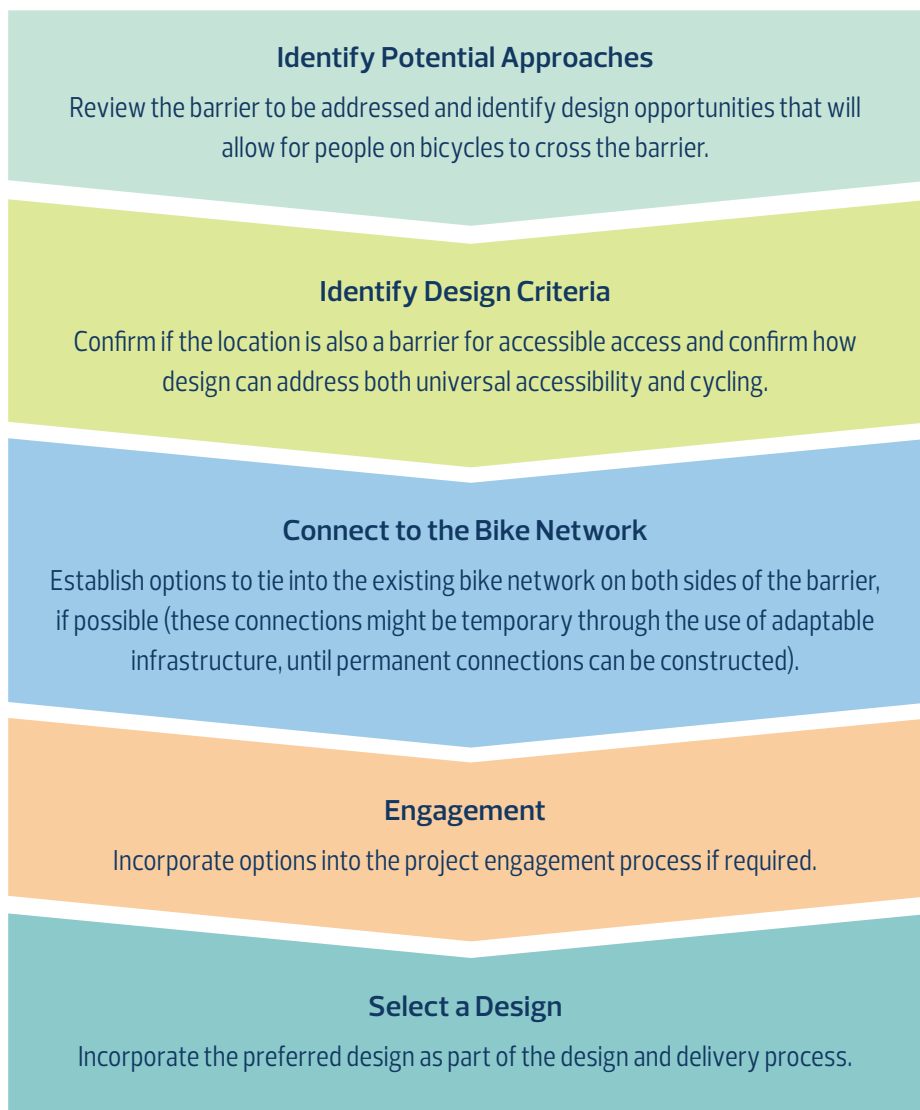 Identify Potential Approaches
Review the barrier to be addressed and identify design opportunities that will
allow for people on bicycles to cross the barrier.
Identify Design Criteria
Confirm if the location is also a barrier for accessible access and confirm how
design can address both universal accessibility and cycling.
Connect to the Bike Network
Establish options to tie into the existing bike network on both sides of the barrier,
if possible (these connections might be temporary through the use of adaptable
infrastructure, until permanent connections can be constructed).
Engagement
Incorporate options into the project engagement process if required.
Select a Design
Incorporate the preferred design as part of the design and delivery process.